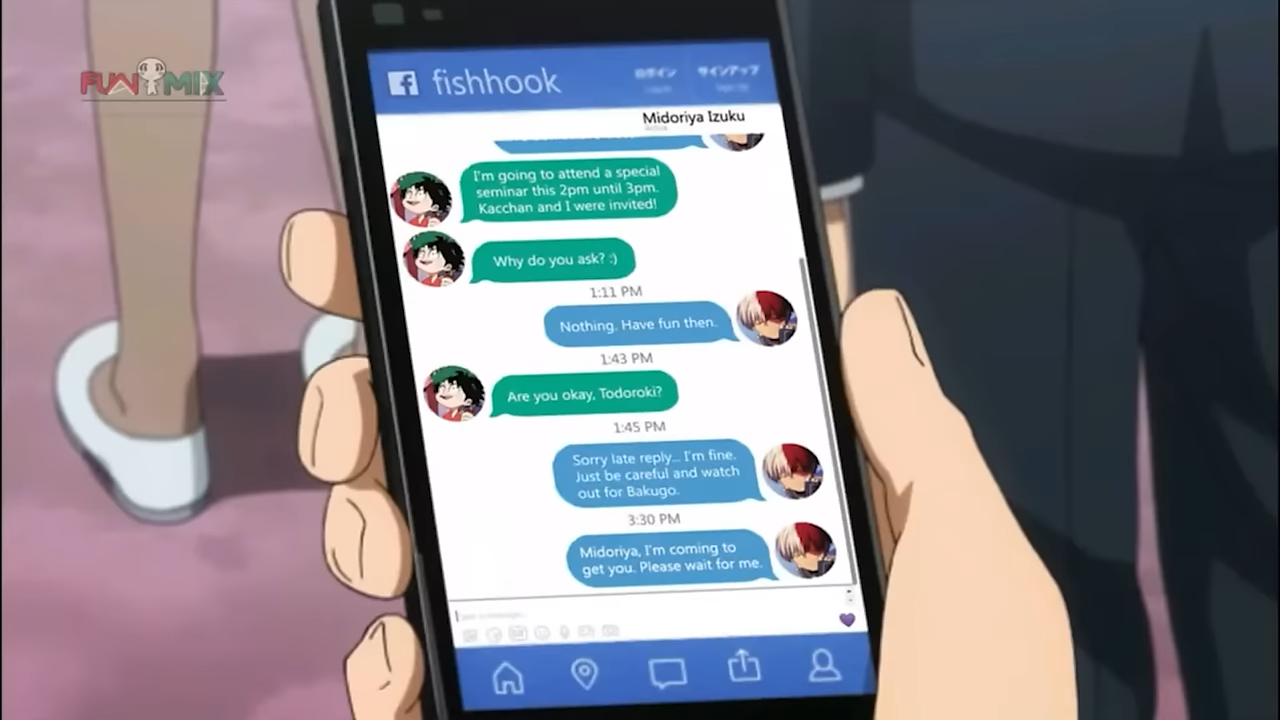 FUNMIX
f fishhook
ログイン サインアップ
Midoriya Izuku
I'm going to attend a special
seminar this 2pm until 3pm.
Kacchan and I were invited!
Why do you ask? :)
1:11 PM
Nothing. Have fun then.
1:43 PM
Are you okay, Todoroki?
1:45 PM
Sorry late reply... I'm fine.
Just be careful and watch
out for Bakugo.
3:30 PM
Midoriya, I'm coming to
get you. Please wait for me.
GIF